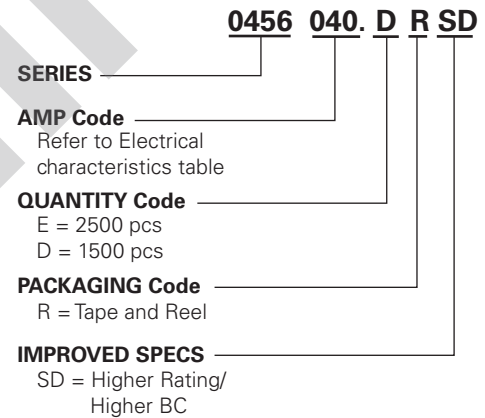 0456 040. D R SD
SERIES
AMP Code
Refer to Electrical
characteristics table
QUANTITY Code
E = 2500 pcs
D = 1500 pcs
PACKAGING Code
R = Tape and Reel
IMPROVED SPECS
SD = Higher Rating/
Higher BC